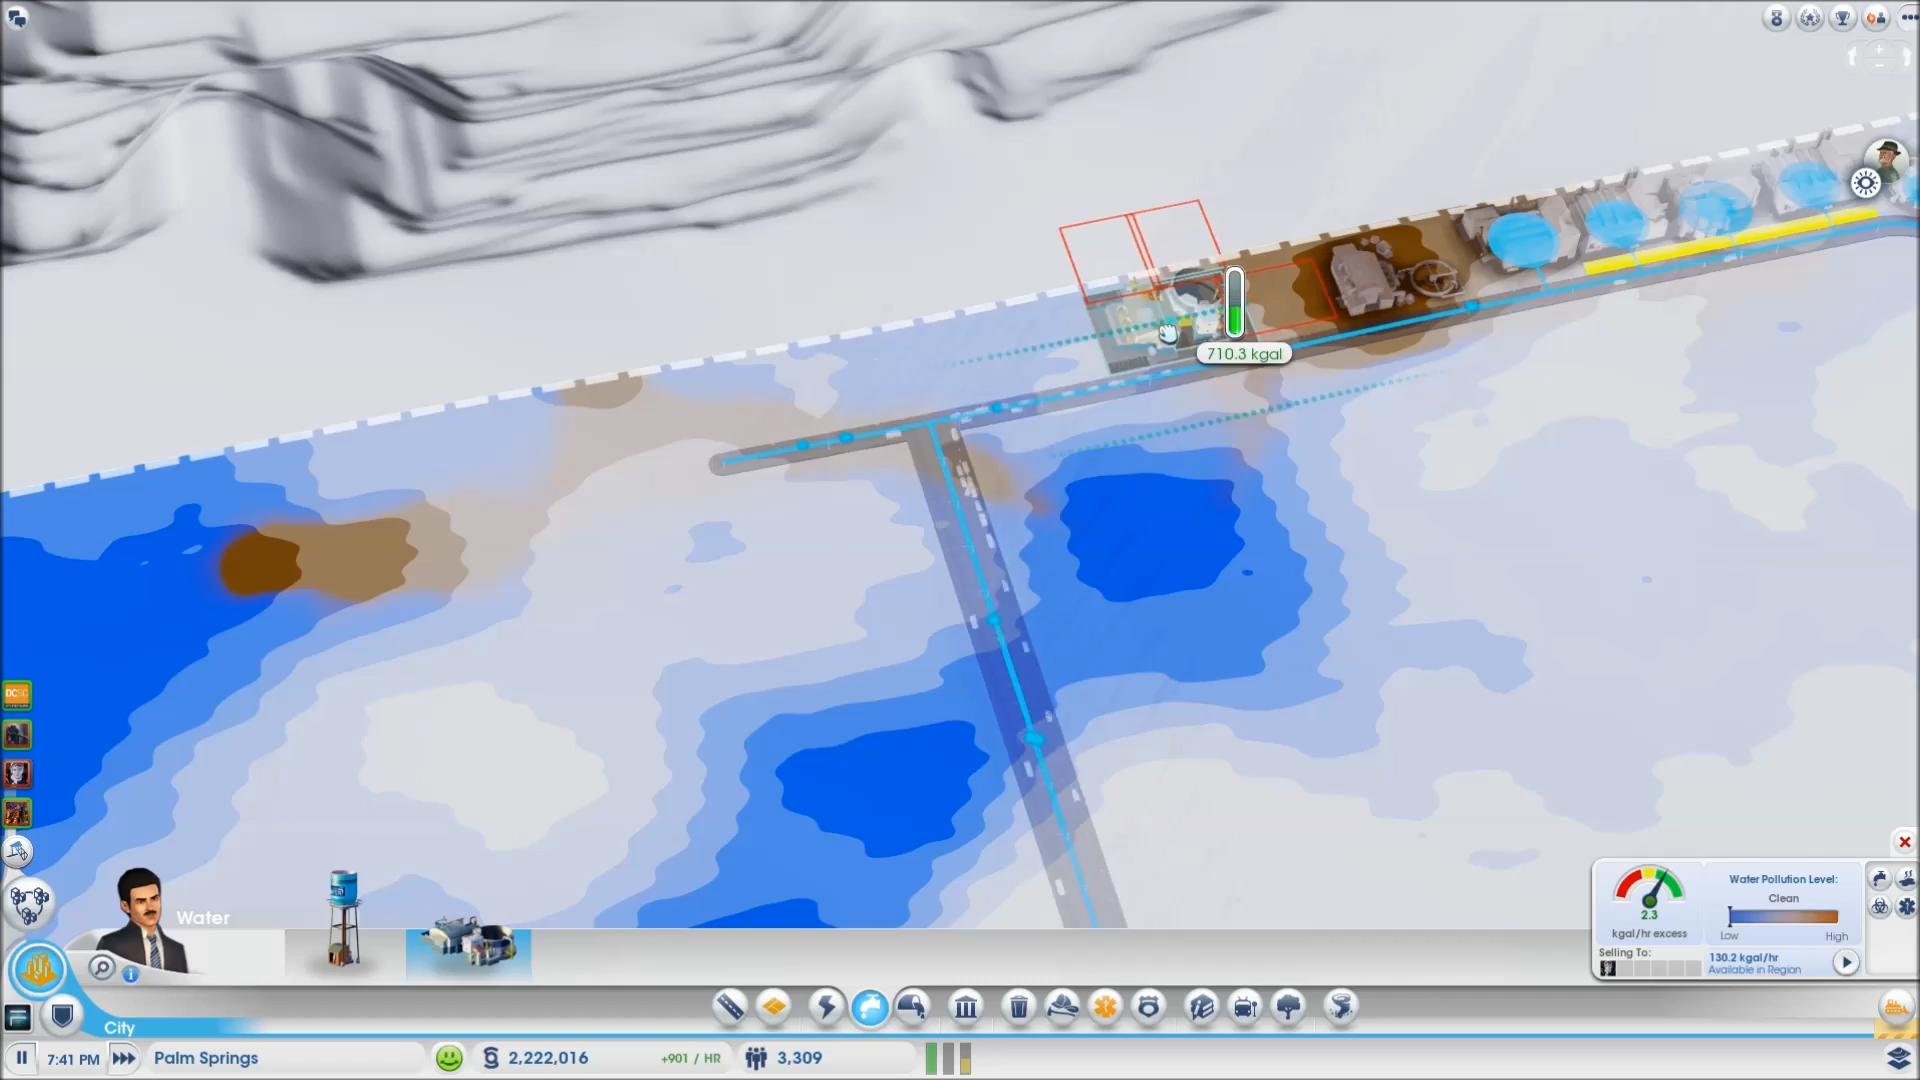 710.3 kgal
DCSC
Water
2.3
kgal/hr excess
Selling To:
Water Pollution Level:
Clean
Low
High
130.2 kgal/hr
Available in Region
City
7:41 PM
Palm Springs
2,222,016
+901 / HR
3,309